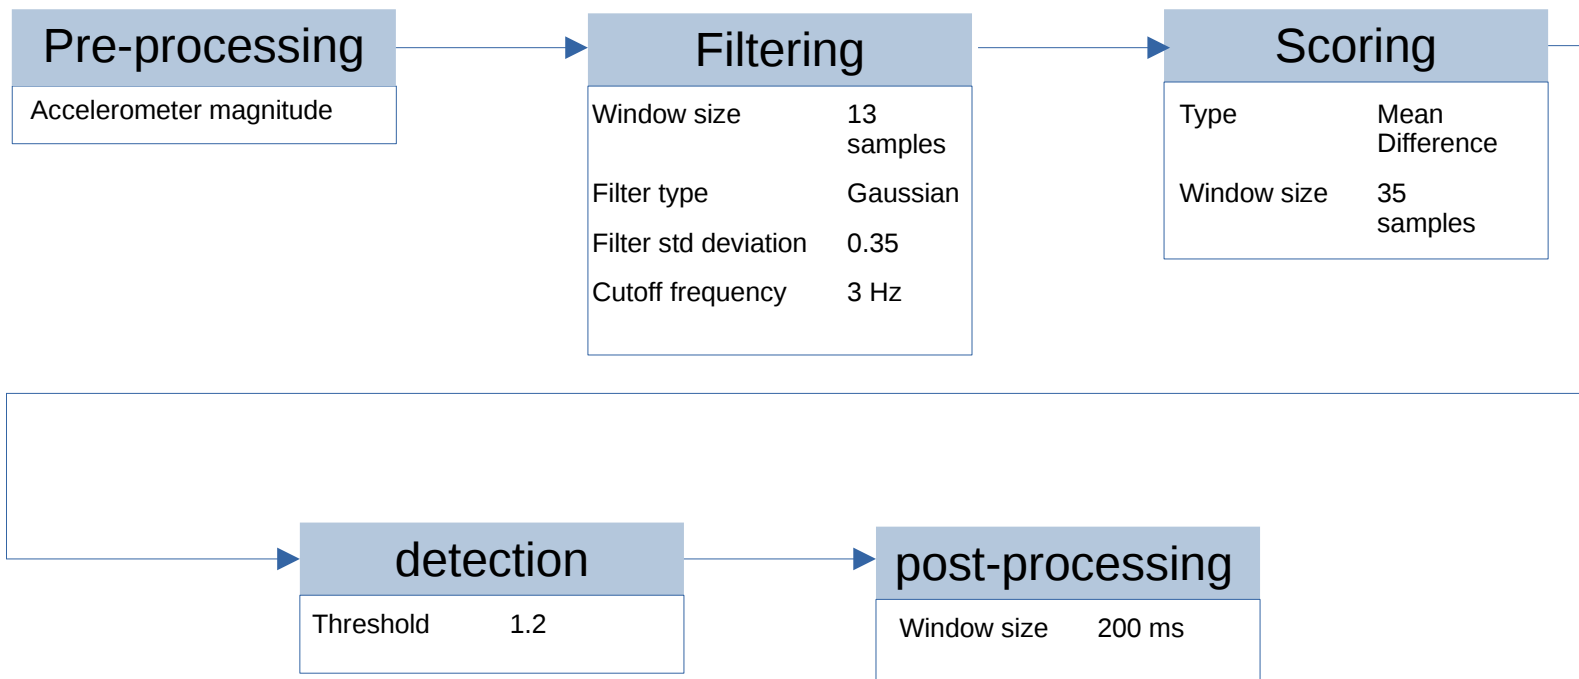 Pre-processing
Accelerometer magnitude
Filtering
Window size 13
samples
Filter type Gaussian
Filter std deviation 0.35
Cutoff frequency 3 Hz
Scoring
Type Mean
Difference
Window size 35
samples
detection
Threshold 1.2
post-processing
Window size 200 ms